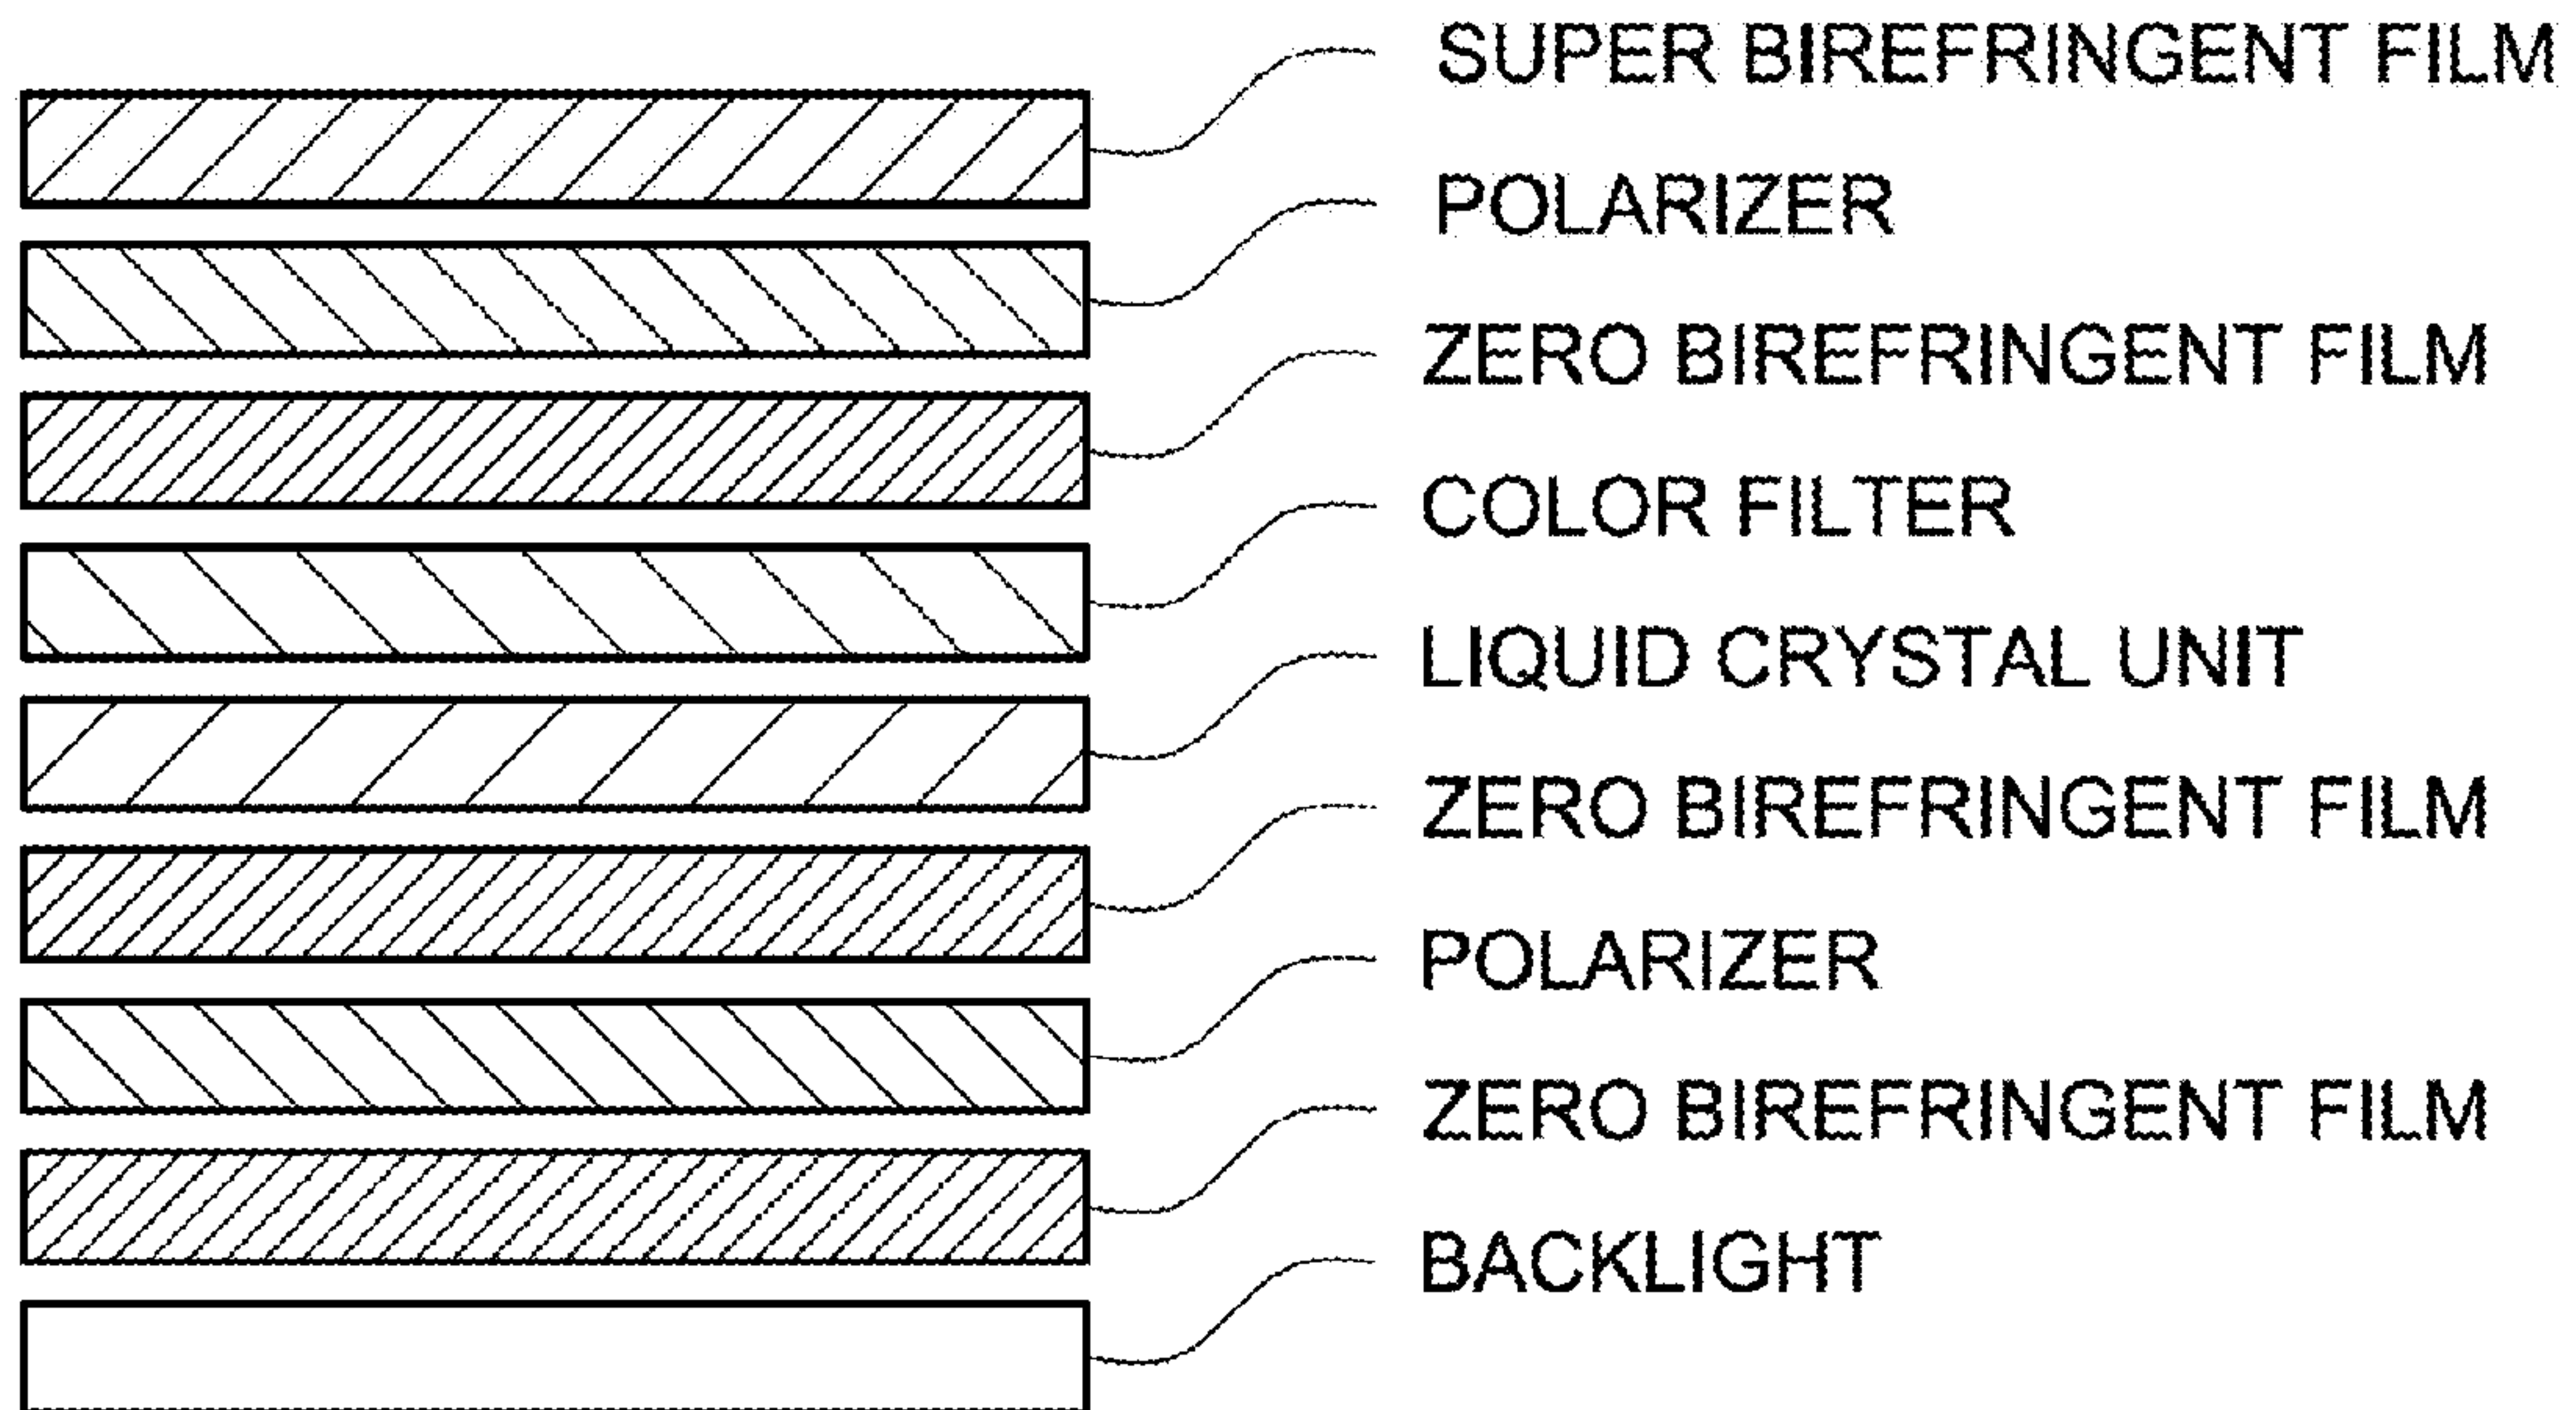 SUPER BIREFRINGENT FILM
POLARIZER
ZERO BIREFRINGENT FILM
COLOR FILTER
LIQUID CRYSTAL UNIT
ZERO BIREFRINGENT FILM
POLARIZER
ZERO BIREFRINGENT FILM
BACKLIGHT